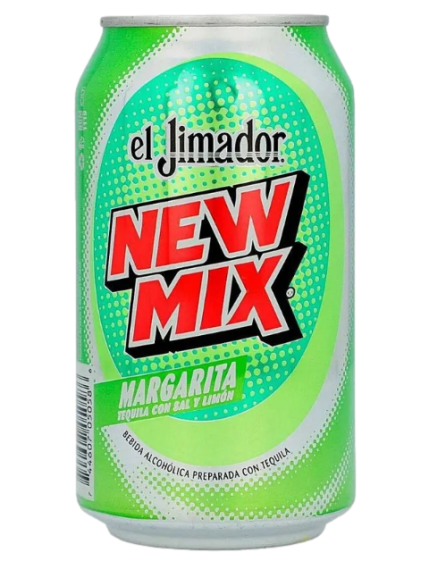 el Jimador
NEW
MIX
MARGARITA
TEQUILA CON SAL Y LIMÓN
BEBIDA ALCOHÓLICA PREPARADA CON TEQUILA